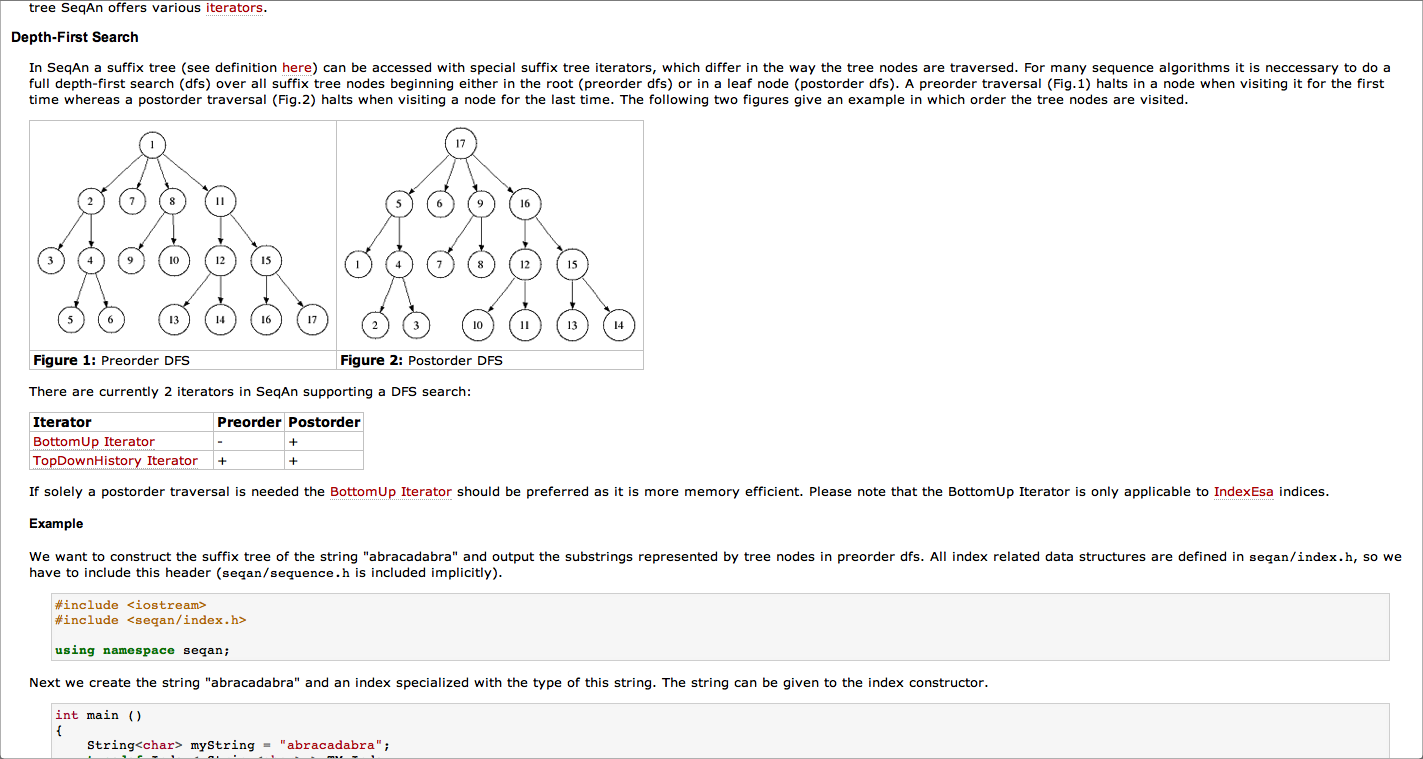 tree SeqAn offers various iterators.
Depth-First Search
In SeqAn a suffix tree (see definition here) can be accessed with special suffix tree iterators, which differ in the way the tree nodes are traversed. For many sequence algorithms it is neccessary to do a
full depth-first search (dfs) over all suffix tree nodes beginning either in the root (preorder dfs) or in a leaf node (postorder dfs). A preorder traversal (Fig.1) halts in a node when visiting it for the first
time whereas a postorder traversal (Fig.2) halts when visiting a node for the last time. The following two figures give an example in which order the tree nodes are visited.
1
2 7 8 11
3 4 9 10 12 15
5 6 13 14 16 17
Figure 1: Preorder DFS
17
5 6 9 16
1 4 7 8 12 15
2 3 10 11 13 14
Figure 2: Postorder DFS
There are currently 2 iterators in SeqAn supporting a DFS search:
Iterator Preorder Postorder
BottomUp Iterator - +
TopDownHistory Iterator + +
If solely a postorder traversal is needed the BottomUp Iterator should be preferred as it is more memory efficient. Please note that the BottomUp Iterator is only applicable to IndexEsa indices.
Example
We want to construct the suffix tree of the string "abracadabra" and output the substrings represented by tree nodes in preorder dfs. All index related data structures are defined in seqan/index.h, so we
have to include this header (seqan/sequence.h is included implicitly).
#include <iostream>
#include <seqan/index.h>
using namespace seqan;
Next we create the string "abracadabra" and an index specialized with the type of this string. The string can be given to the index constructor.
int main ()
{
String<char> myString = "abracadabra";